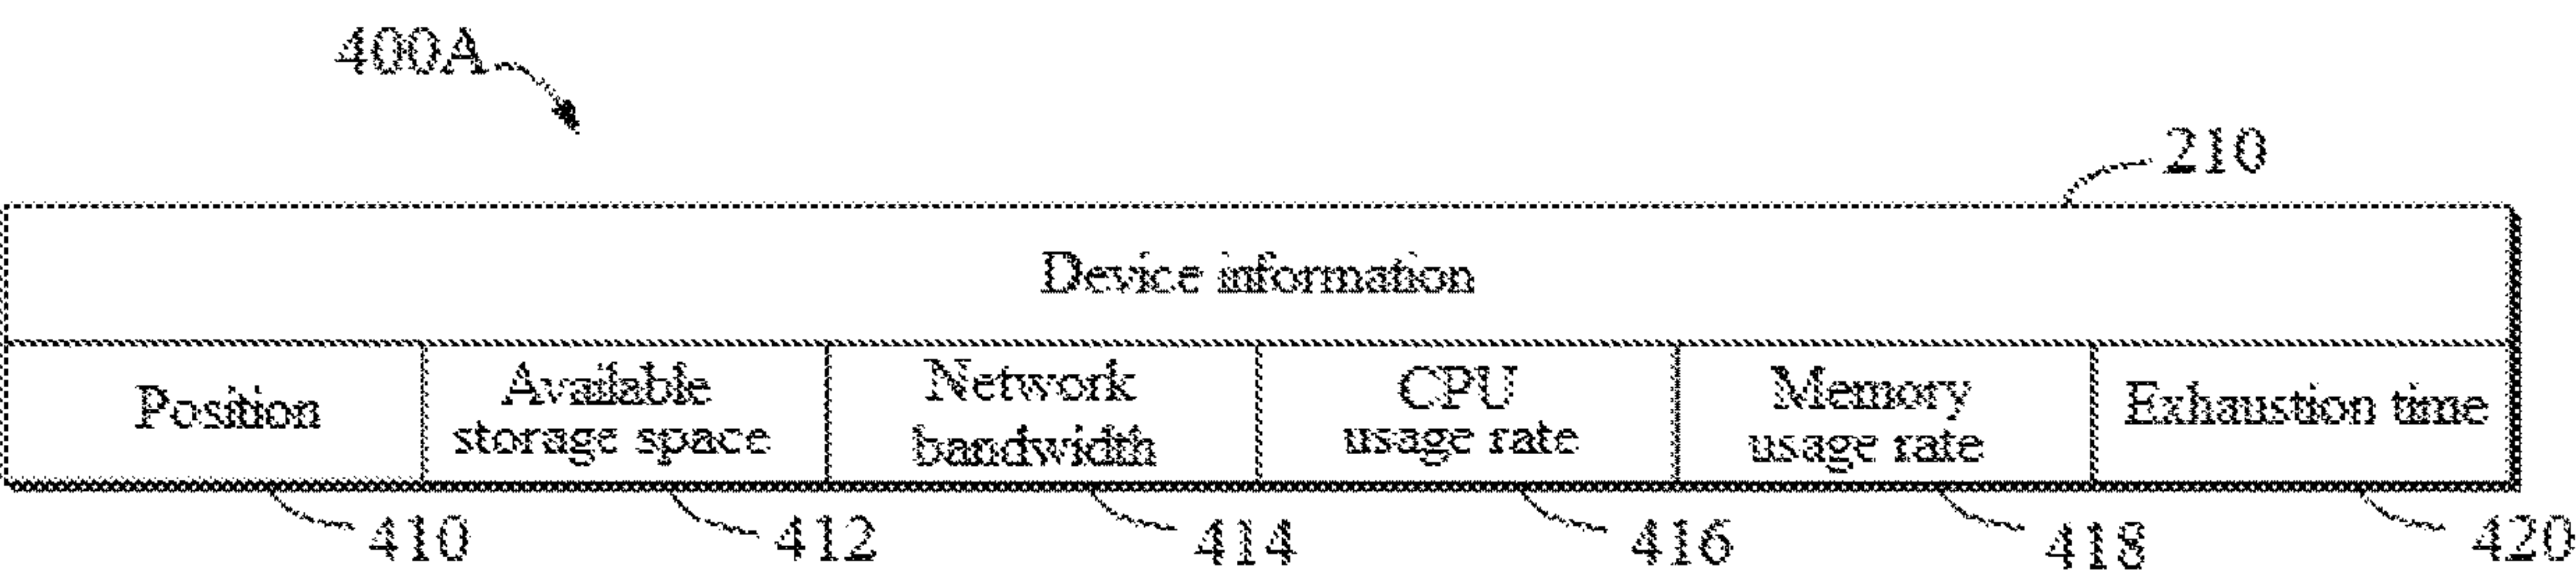 400A
210
Device information
Position
Available
storage space
Network
bandwidth
CPU
usage rate
Memory
usage rate
Exhaustion time
410
412
414
416
418
420